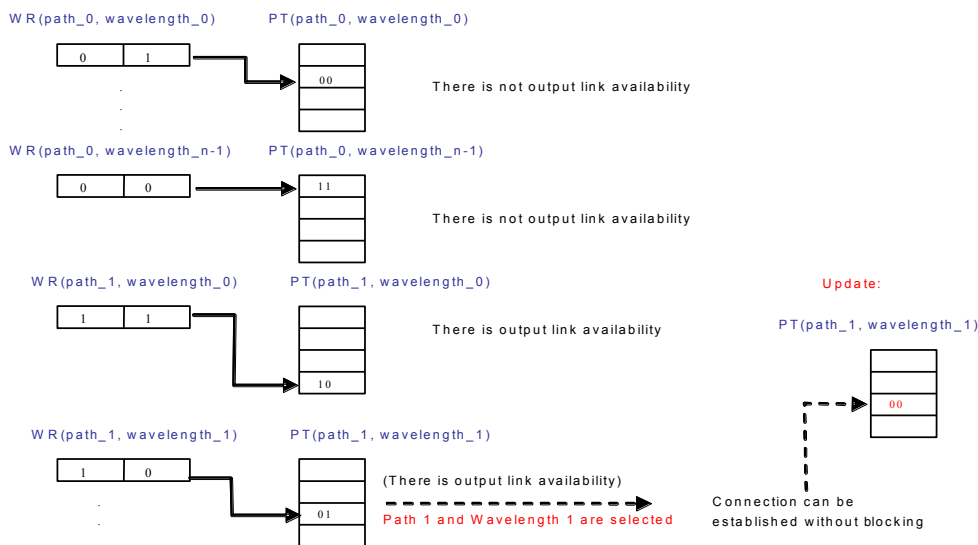 WR(path_0, wavelength_0) PT(path_0, wavelength_0)
0 1
00
There is not output link availability
.
.
.
WR(path_0, wavelength_n-1) PT(path_0, wavelength_n-1)
0 0
11
There is not output link availability
WR(path_1, wavelength_0) PT(path_1, wavelength_0)
1 1
There is output link availability
10
Update:
PT(path_1, wavelength_1)
00
WR(path_1, wavelength_1) PT(path_1, wavelength_1)
1 0
01
.
.
(There is output link availability)
Path 1 and Wavelength 1 are selected
Connection can be
established without blocking